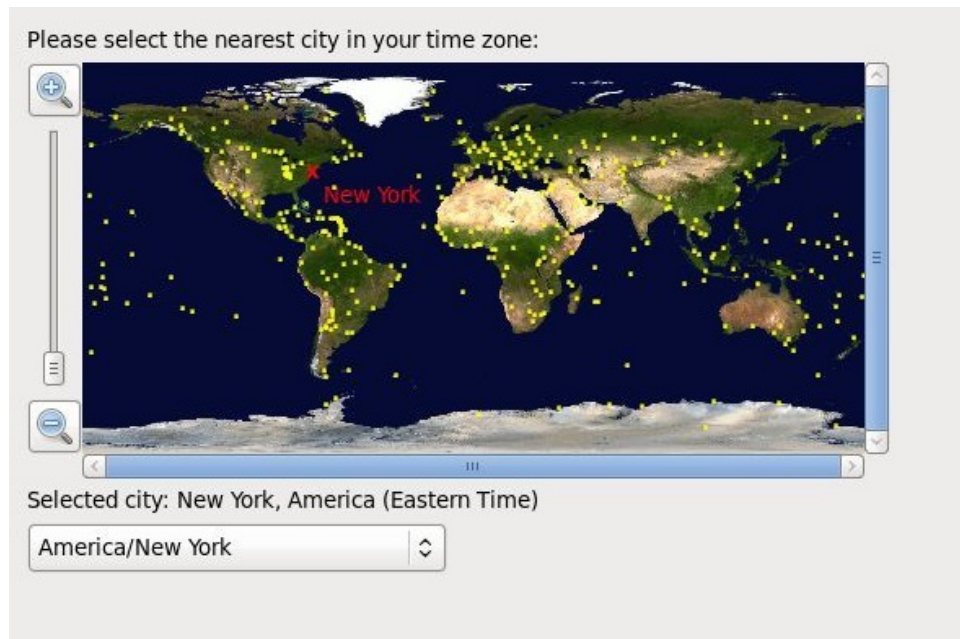 Please select the nearest city in your time zone:
x
New York
Selected city: New York, America (Eastern Time)
America/New York